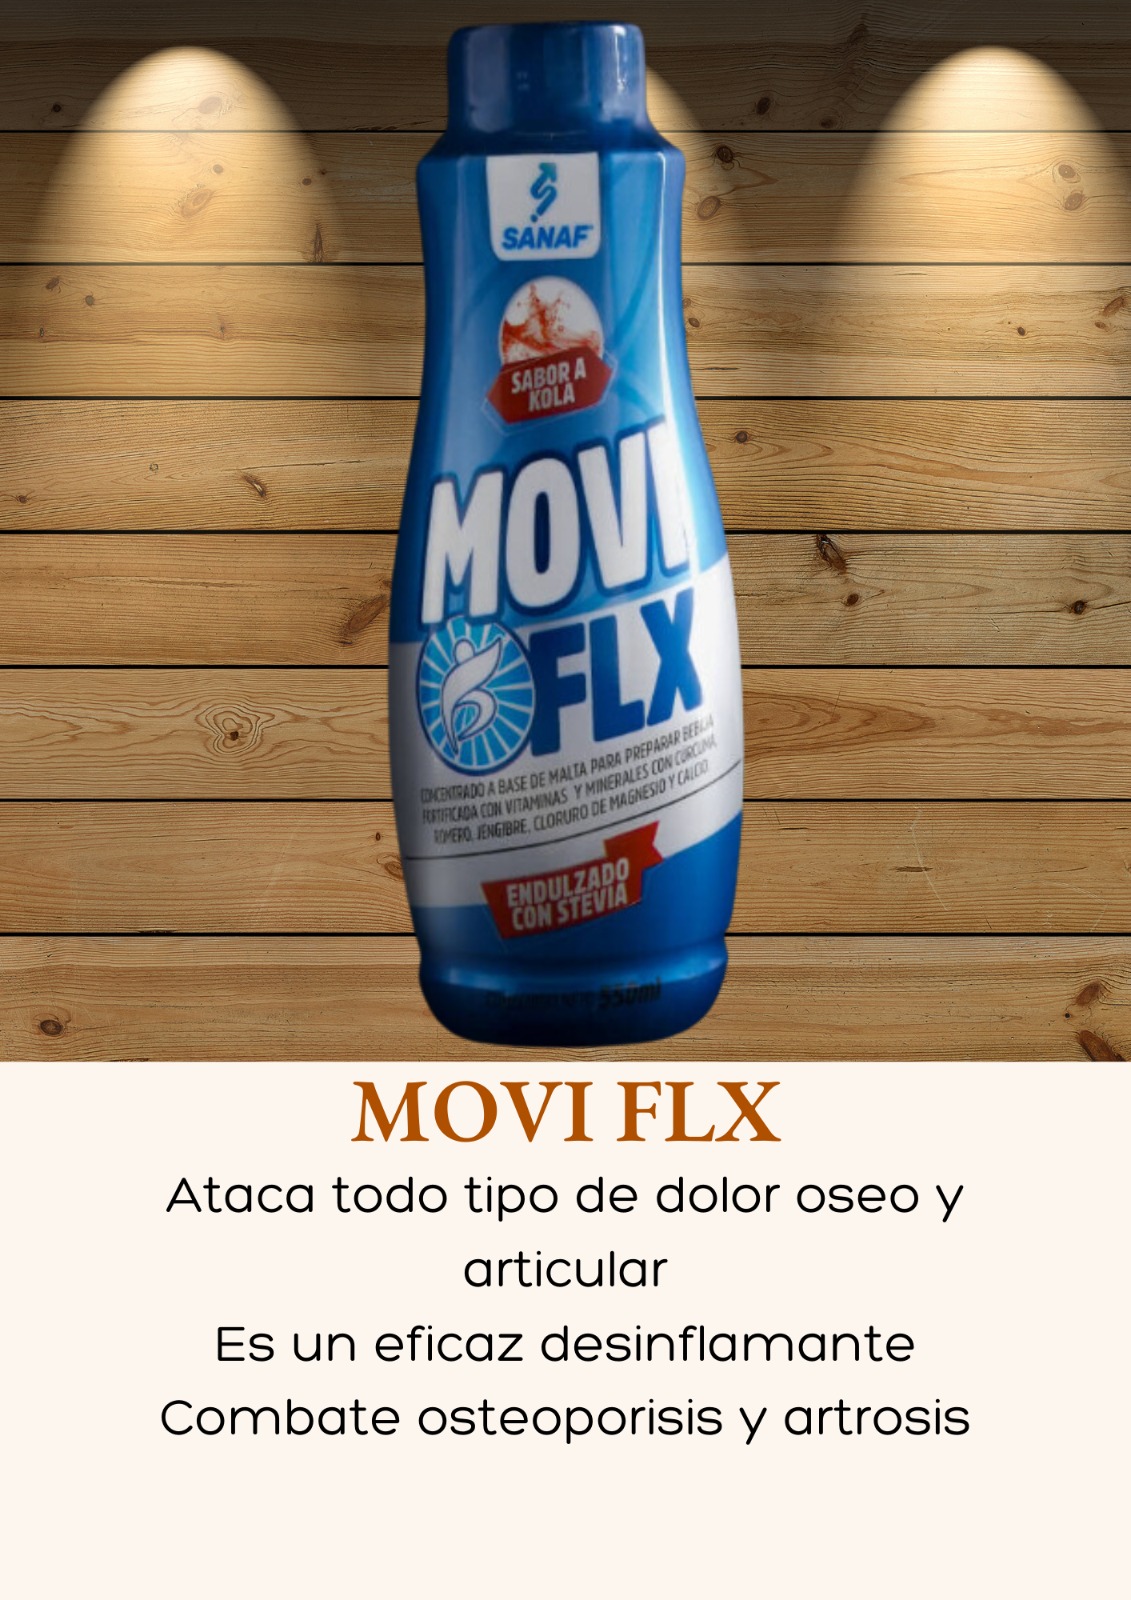 SANAF
SABOR A
KOLA
MOVI
FLX
CONCENTRADO A BASE DE MALTA PARA PREPARAR BEBIDA
FORTIFICADA CON VITAMINAS Y MINERALES CON CÚRCUMA,
ROMERO, JENGIBRE, CLORURO DE MAGNESIO Y CALCIO.
ENDULZADO
CON STEVIA
550ml
MOVI FLX
Ataca todo tipo de dolor oseo y
articular
Es un eficaz desinflamante
Combate osteoporisis y artrosis